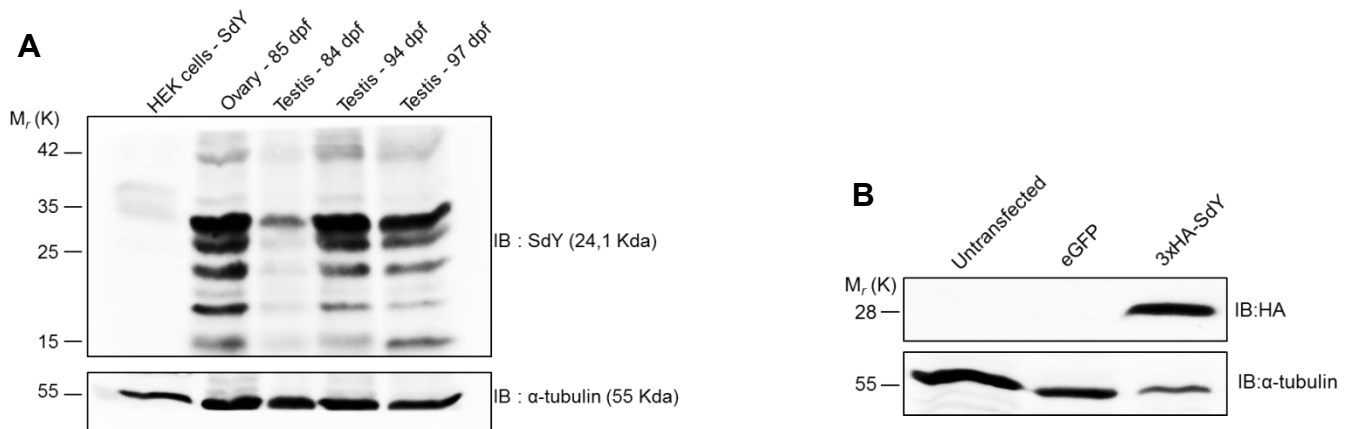 A
HEK cells - SdY
Ovary - 85 dpf
Testis - 84 dpf
Testis - 94 dpf
Testis - 97 dpf
Mr (K)
42
35
25
15
IB : SdY (24,1 Kda)
55
IB : α-tubulin (55 Kda)
B
Untransfected
eGFP
3xHA-SdY
Mr (K)
28
IB:HA
55
IB:α-tubulin